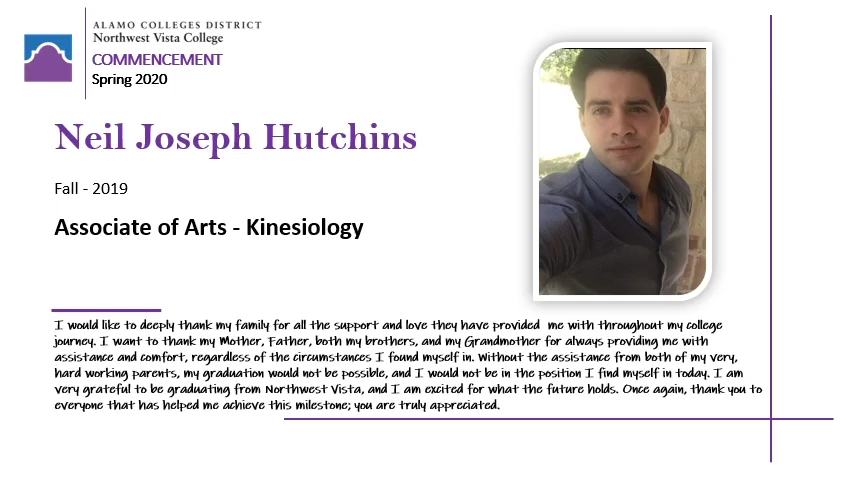 ALAMO COLLEGES DISTRICT
Northwest Vista College
COMMENCEMENT
Spring 2020
Neil Joseph Hutchins
Fall - 2019
Associate of Arts - Kinesiology
I would like to deeply thank my family for all the support and love they have provided  me with throughout my college
journey. I want to thank my Mother, Father, both my brothers, and my Grandmother for always providing me with
assistance and comfort, regardless of the circumstances I found myself in. Without the assistance from both of my very,
hard working parents, my graduation would not be possible, and I would not be in the position I find myself in today. I am
very grateful to be graduating from Northwest Vista, and I am excited for what the future holds. Once again, thank you to
everyone that has helped me achieve this milestone; you are truly appreciated.